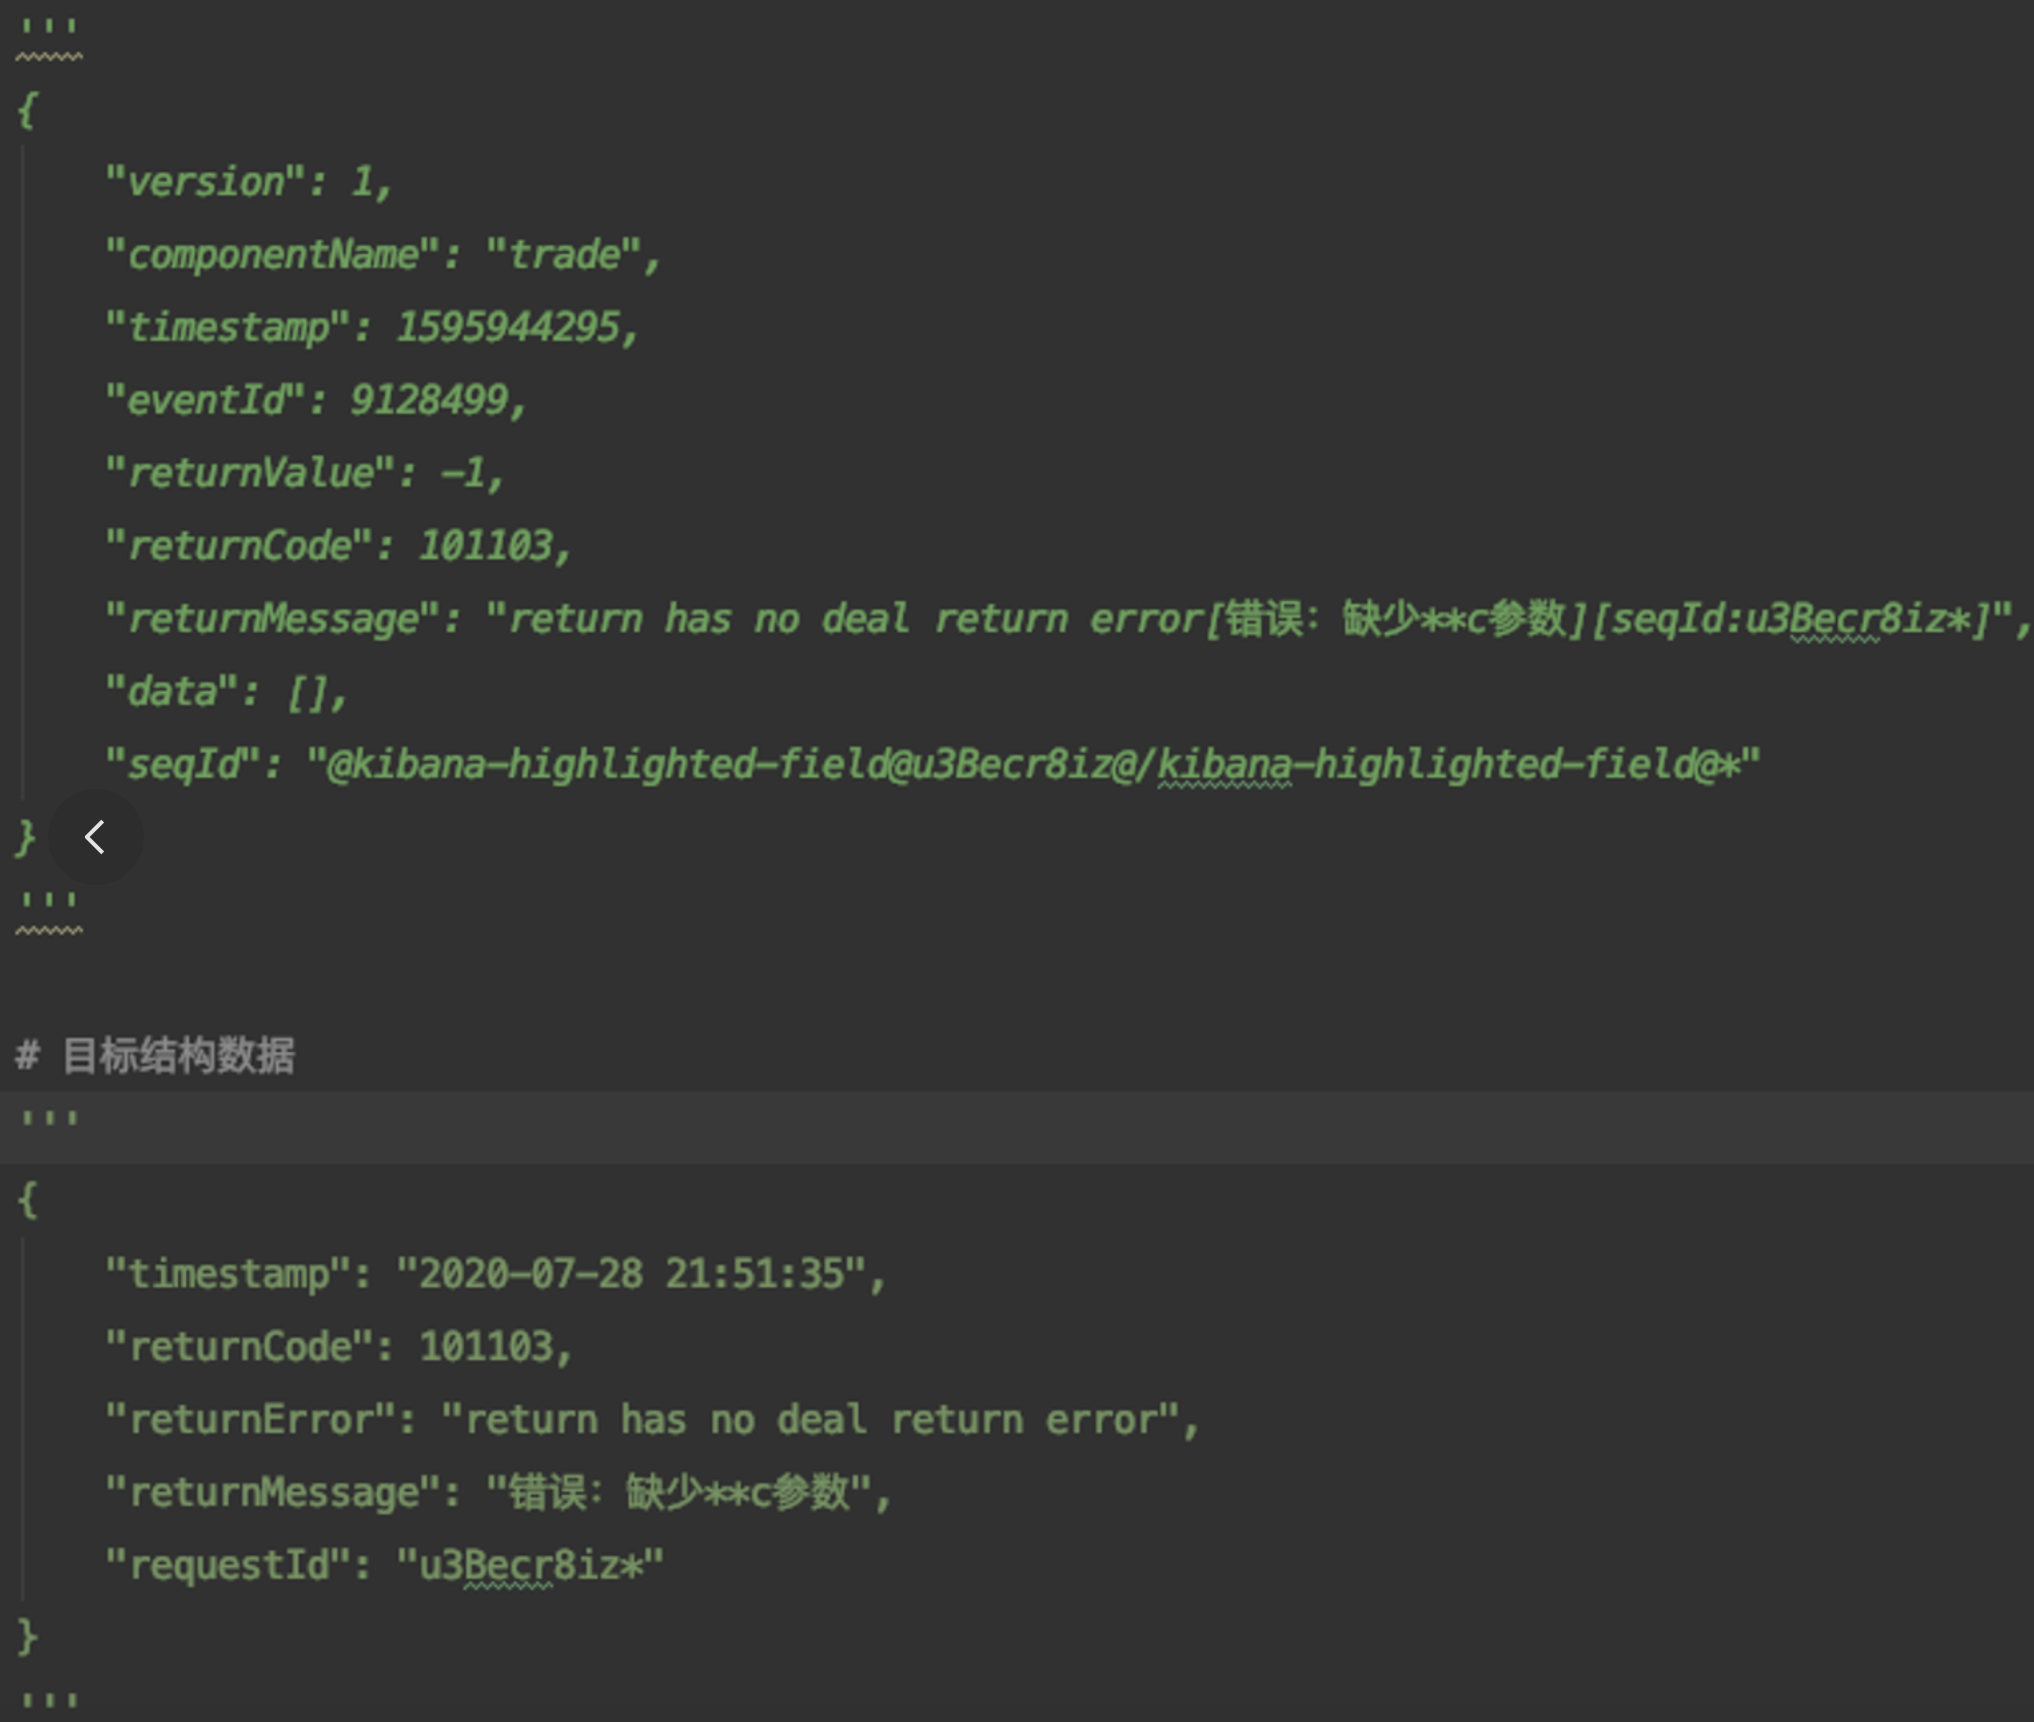 '''
{
    "version": 1,
    "componentName": "trade",
    "timestamp": 1595944295,
    "eventId": 9128499,
    "returnValue": -1,
    "returnCode": 101103,
    "returnMessage": "return has no deal return error[错误：缺少**c参数][seqId:u3Becr8iz*]",
    "data": [],
    "seqId": "@kibana-highlighted-field@u3Becr8iz@/kibana-highlighted-field@*"
}
'''
# 目标结构数据
'''
{
    "timestamp": "2020-07-28 21:51:35",
    "returnCode": 101103,
    "returnError": "return has no deal return error",
    "returnMessage": "错误：缺少**c参数",
    "requestId": "u3Becr8iz*"
}
'''